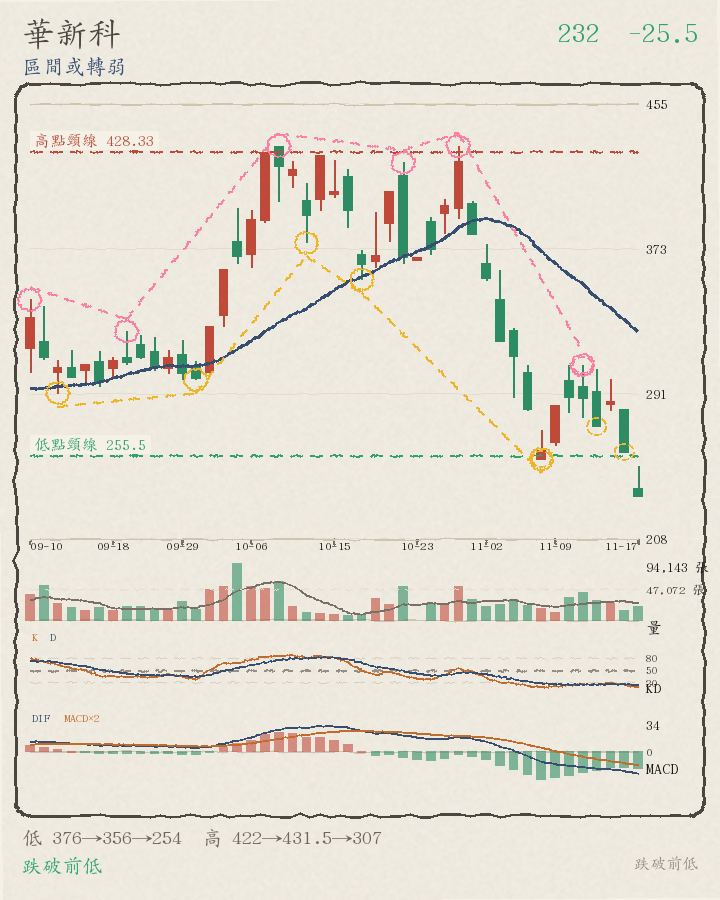 華新科
232 -25.5
區間或轉弱
455
高點頸線 428.33
373
291
低點頸線 255.5
208
09-10 09-18 09-29 10-06 10-15 10-23 11-02 11-09 11-17
94,143 張
47,072 張
量
K D
80
50
20
KD
DIF MACD×2
34
0
MACD
低 376→356→254 高 422→431.5→307
跌破前低
跌破前低